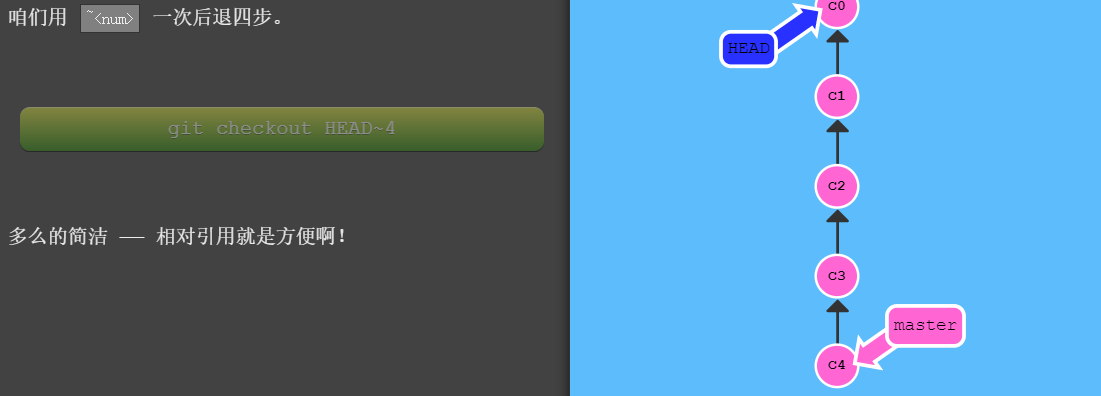 咱们用 ~<num> 一次后退四步。
git checkout HEAD~4
多么的简洁 —— 相对引用就是方便啊！
C0
HEAD
C1
C2
C3
master
C4